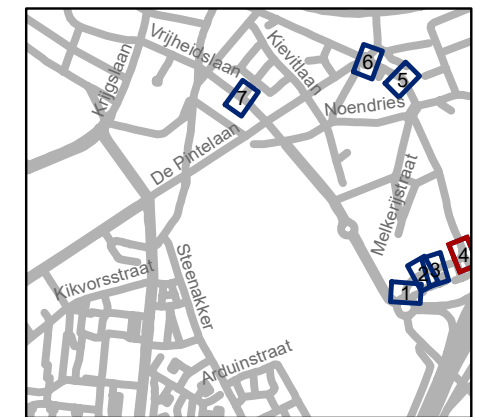 Krijgslaan
Vrijheidslaan
Kievitlaan
6
5
7
Noendries
De Pintelaan
Melkerijstraat
4
2
3
1
Kikvorsstraat
Steenakker
Arduinstraat